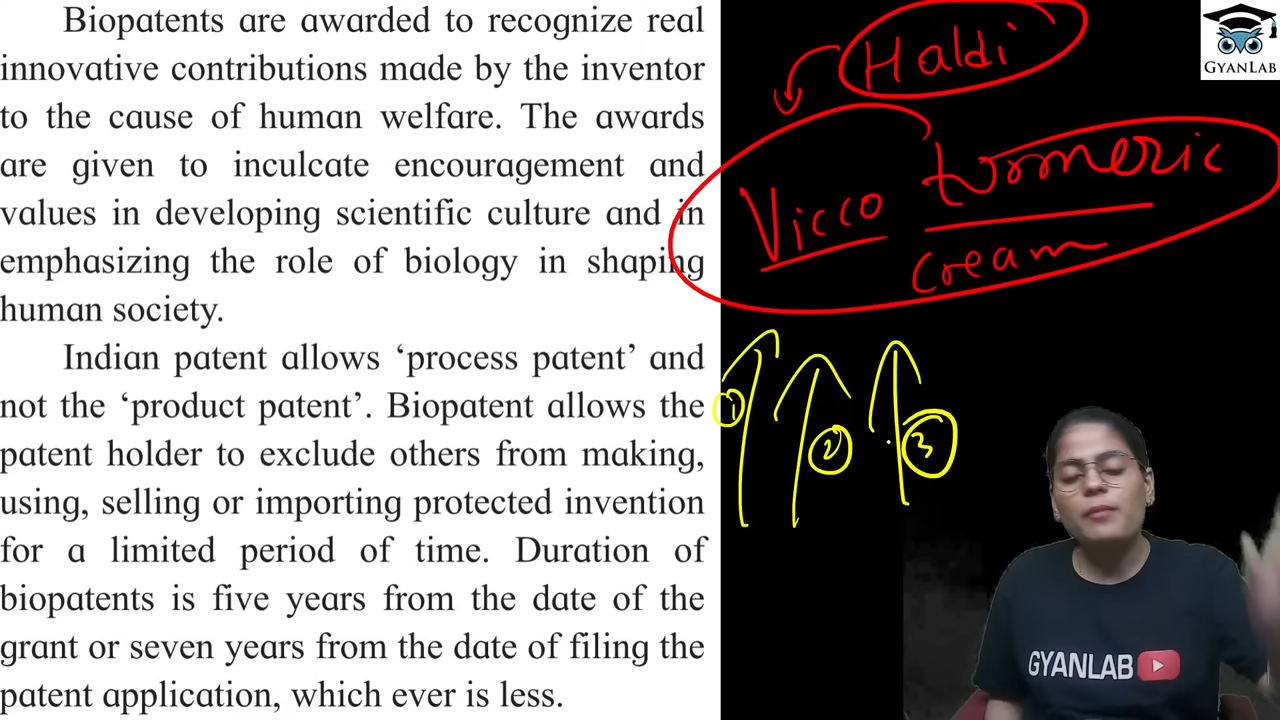 Biopatents are awarded to recognize real
innovative contributions made by the inventor
to the cause of human welfare. The awards
are given to inculcate encouragement and
values in developing scientific culture and in
emphasizing the role of biology in shaping
human society.
Indian patent allows ‘process patent’ and
not the ‘product patent’. Biopatent allows the
patent holder to exclude others from making,
using, selling or importing protected invention
for a limited period of time. Duration of
biopatents is five years from the date of the
grant or seven years from the date of filing the
patent application, which ever is less.
Haldi
Vicco turmeric
cream
1 2 3
GYANLAB
GYANLAB